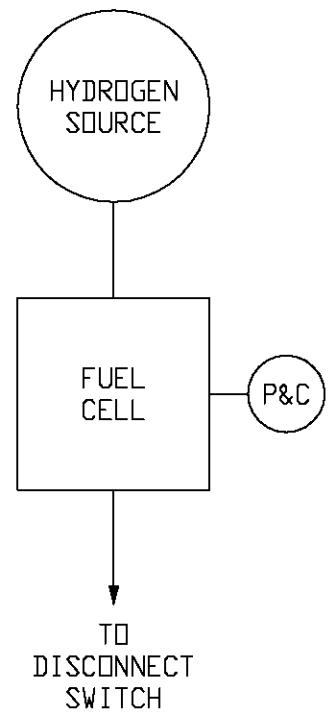 HYDROGEN
SOURCE
FUEL
CELL
P&C
TO
DISCONNECT
SWITCH